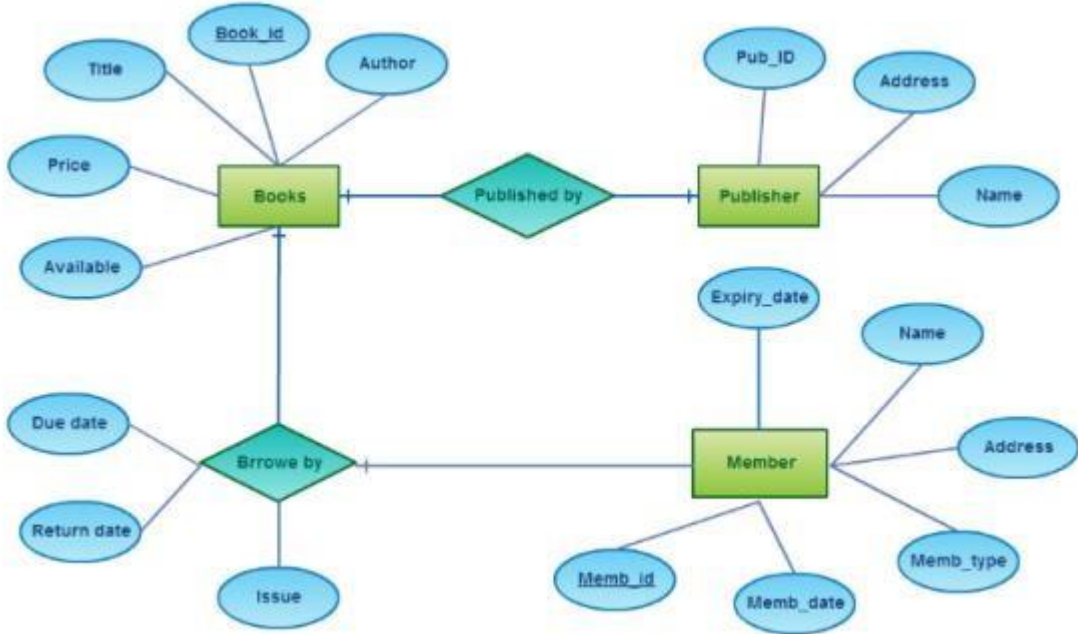 Book_id
Title
Author
Price
Books
Available
Published by
Pub_ID
Address
Publisher
Name
Expiry_date
Name
Due date
Brrowe by
Member
Address
Return date
Issue
Memb_id
Memb_date
Memb_type